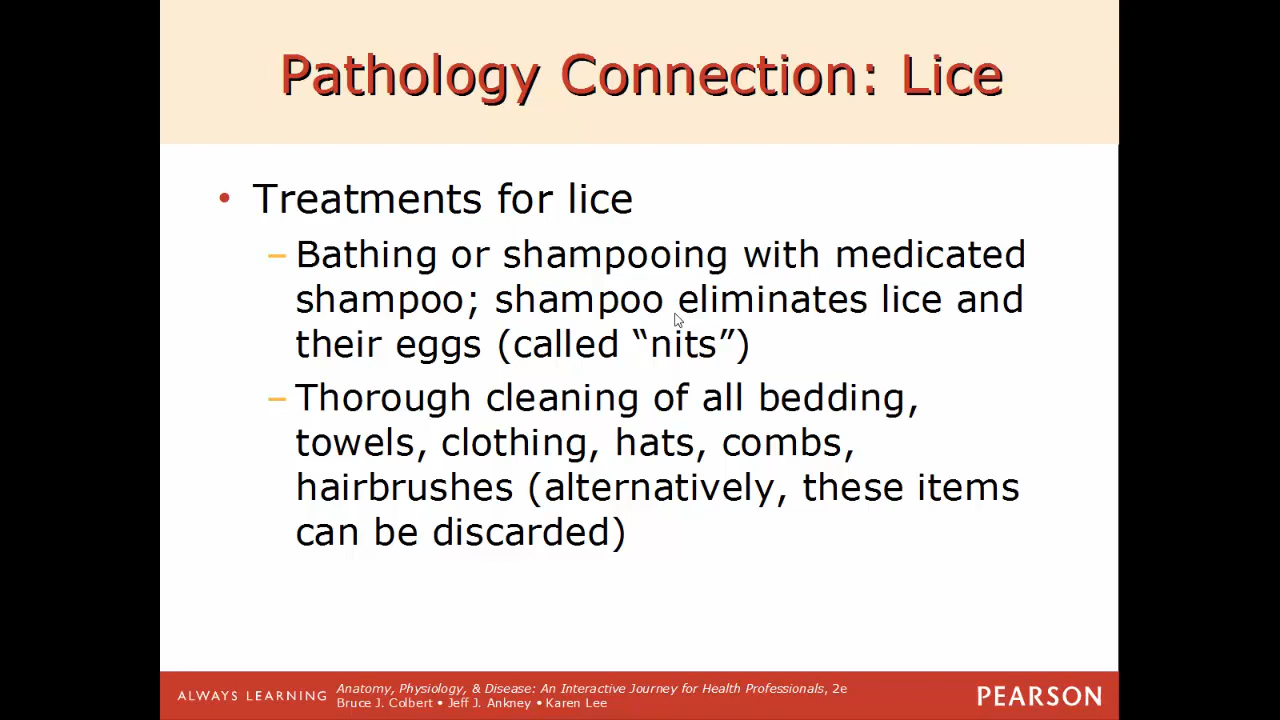 Pathology Connection: Lice
• Treatments for lice
– Bathing or shampooing with medicated
shampoo; shampoo eliminates lice and
their eggs (called “nits”)
– Thorough cleaning of all bedding,
towels, clothing, hats, combs,
hairbrushes (alternatively, these items
can be discarded)
ALWAYS LEARNING
Anatomy, Physiology, & Disease: An Interactive Journey for Health Professionals, 2e
Bruce J. Colbert • Jeff J. Ankney • Karen Lee
PEARSON